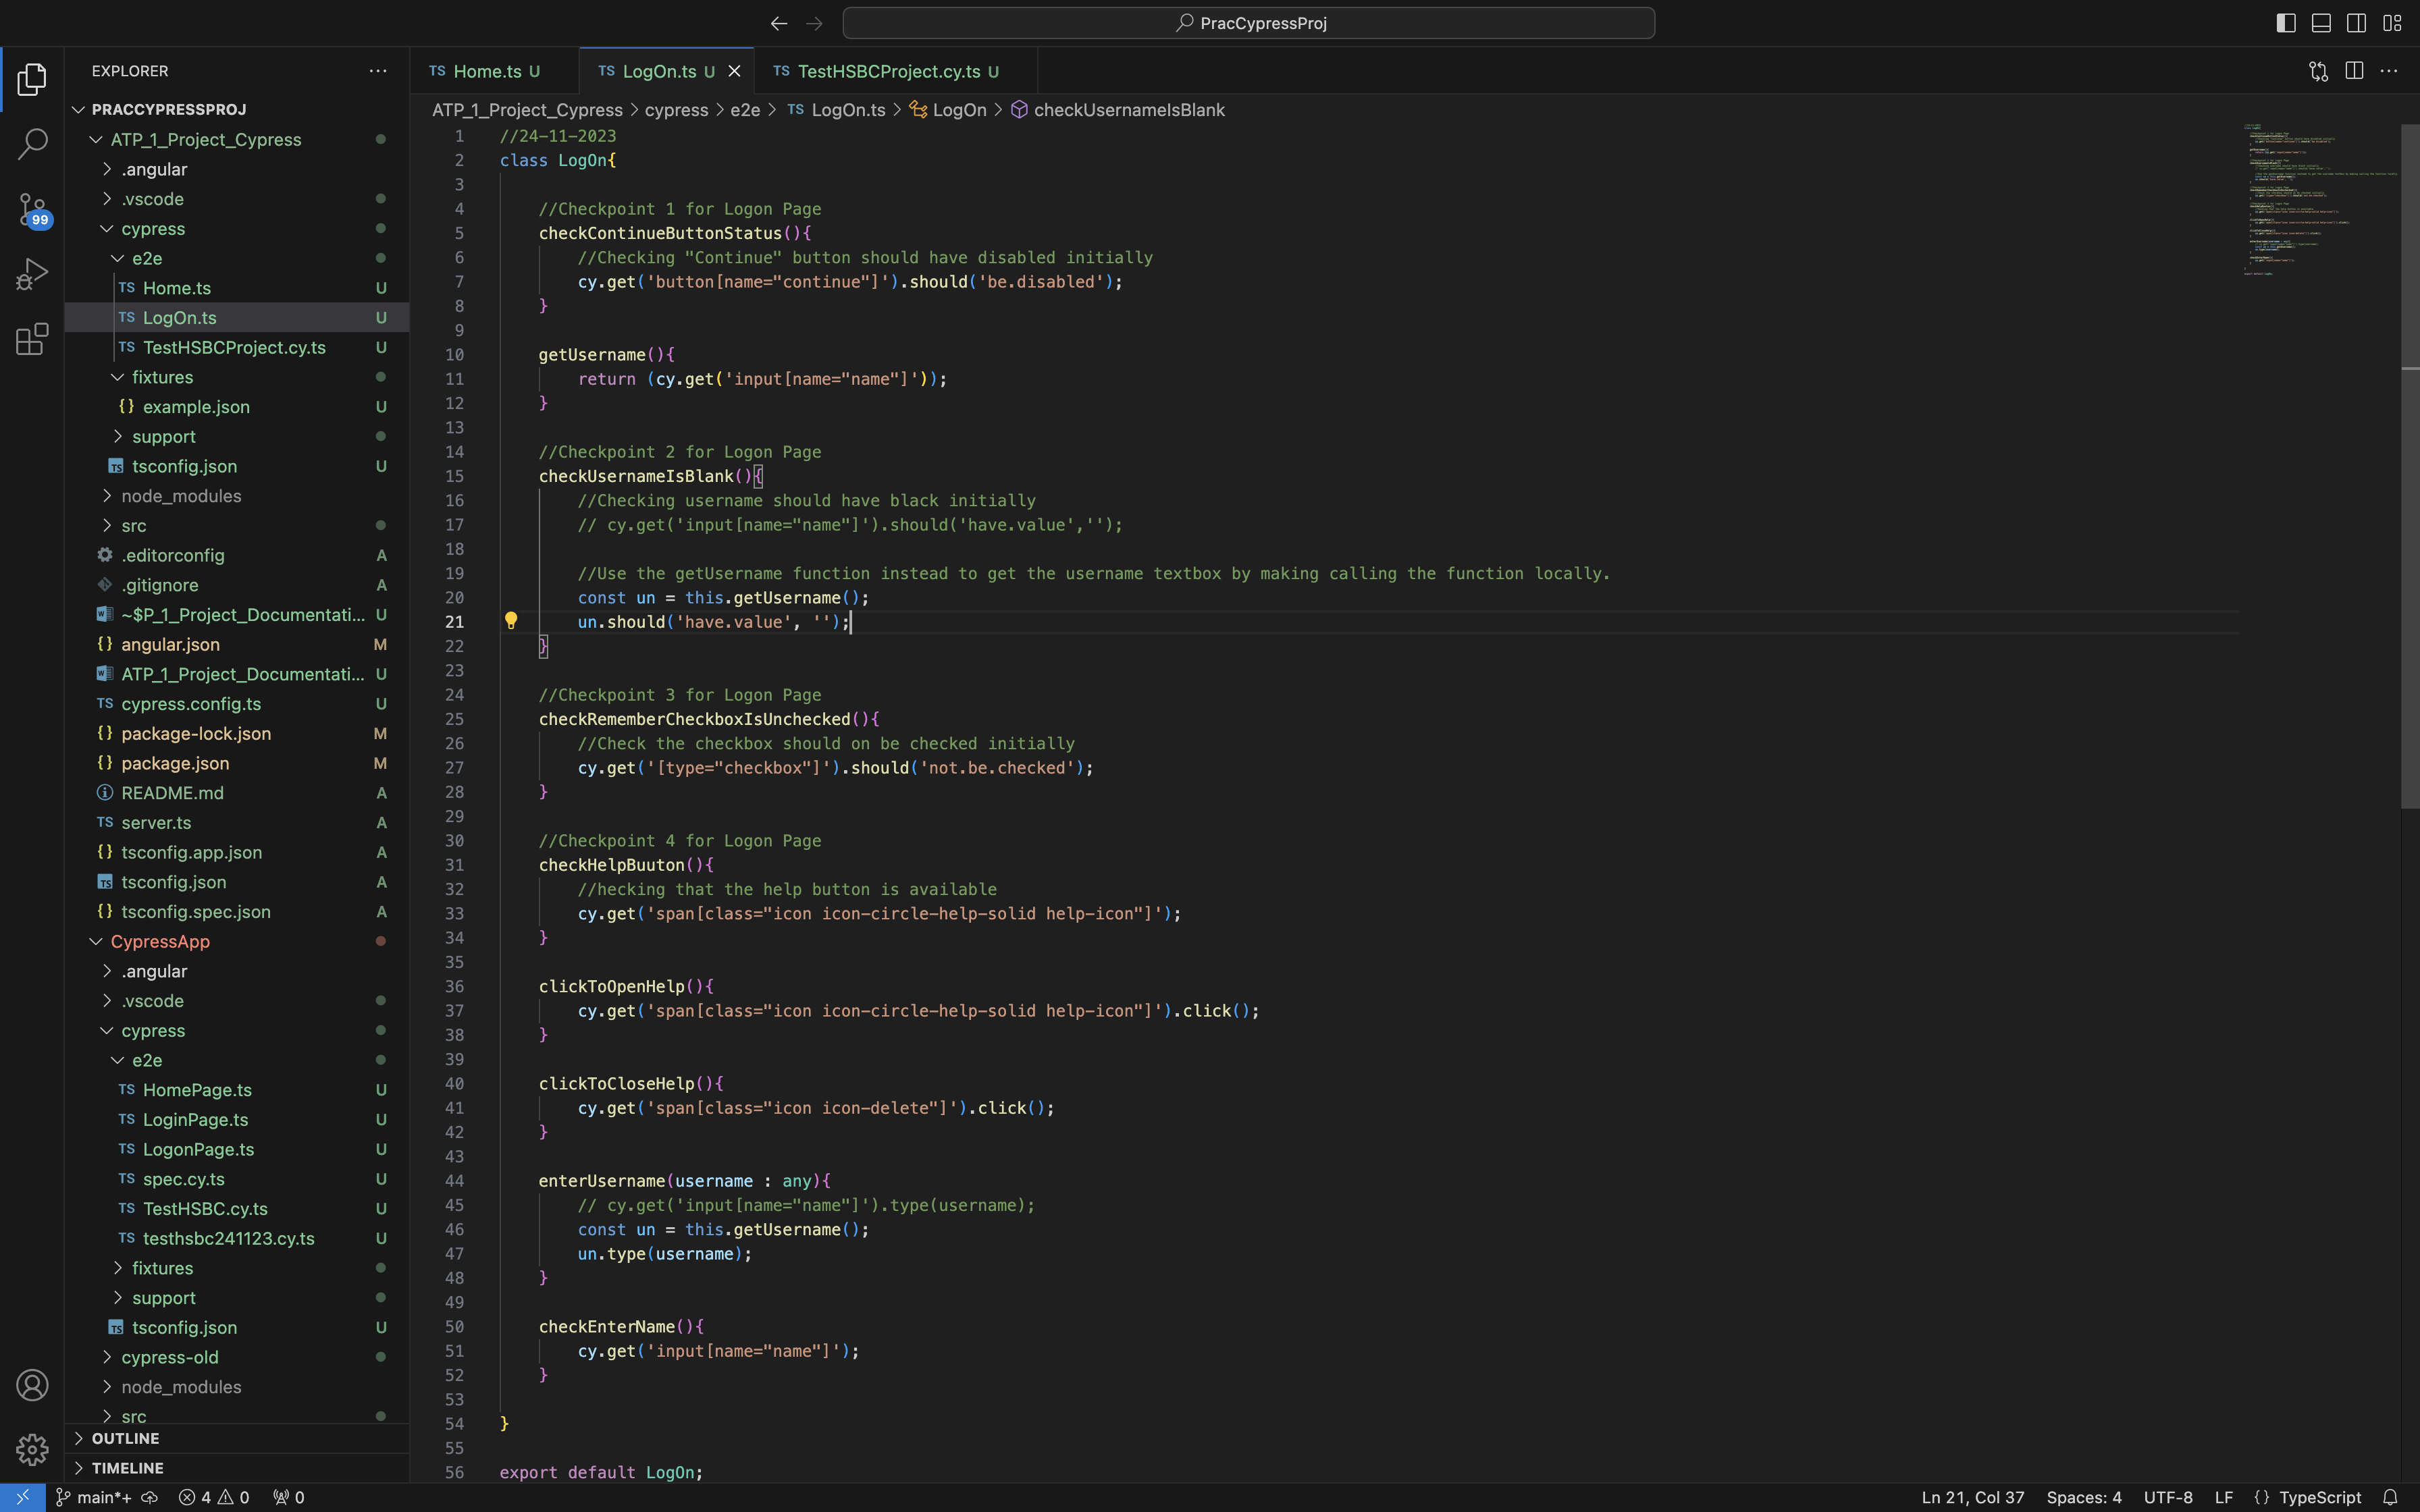 PracCypressProj
EXPLORER
PRACCYPRESSPROJ
ATP_1_Project_Cypress
.angular
.vscode
cypress
e2e
TS Home.ts U
TS LogOn.ts U
TS TestHSBCProject.cy.ts U
fixtures
{} example.json U
support
TS tsconfig.json U
node_modules
src
.editorconfig A
.gitignore A
~$P_1_Project_Documentati... U
{} angular.json M
ATP_1_Project_Documentati... U
TS cypress.config.ts U
{} package-lock.json M
{} package.json M
README.md A
TS server.ts A
{} tsconfig.app.json A
TS tsconfig.json A
{} tsconfig.spec.json A
CypressApp
.angular
.vscode
cypress
e2e
TS HomePage.ts U
TS LoginPage.ts U
TS LogonPage.ts U
TS spec.cy.ts U
TS TestHSBC.cy.ts U
TS testhsbc241123.cy.ts U
fixtures
support
TS tsconfig.json U
cypress-old
node_modules
src
OUTLINE
TIMELINE
99
TS Home.ts U
TS LogOn.ts U
TS TestHSBCProject.cy.ts U
ATP_1_Project_Cypress > cypress > e2e > TS LogOn.ts > LogOn > checkUsernameIsBlank
1 //24-11-2023
2 class LogOn{
3
4 //Checkpoint 1 for Logon Page
5 checkContinueButtonStatus(){
6 //Checking "Continue" button should have disabled initially
7 cy.get('button[name="continue"]').should('be.disabled');
8 }
9
10 getUsername(){
11 return (cy.get('input[name="name"]'));
12 }
13
14 //Checkpoint 2 for Logon Page
15 checkUsernameIsBlank(){
16 //Checking username should have black initially
17 // cy.get('input[name="name"]').should('have.value','');
18
19 //Use the getUsername function instead to get the username textbox by making calling the function locally.
20 const un = this.getUsername();
21 un.should('have.value', '');
22 }
23
24 //Checkpoint 3 for Logon Page
25 checkRememberCheckboxIsUnchecked(){
26 //Check the checkbox should on be checked initially
27 cy.get('[type="checkbox"]').should('not.be.checked');
28 }
29
30 //Checkpoint 4 for Logon Page
31 checkHelpBuuton(){
32 //hecking that the help button is available
33 cy.get('span[class="icon icon-circle-help-solid help-icon"]');
34 }
35
36 clickToOpenHelp(){
37 cy.get('span[class="icon icon-circle-help-solid help-icon"]').click();
38 }
39
40 clickToCloseHelp(){
41 cy.get('span[class="icon icon-delete"]').click();
42 }
43
44 enterUsername(username : any){
45 // cy.get('input[name="name"]').type(username);
46 const un = this.getUsername();
47 un.type(username);
48 }
49
50 checkEnterName(){
51 cy.get('input[name="name"]');
52 }
53
54 }
55
56 export default LogOn;
main*+ 4 0 0
Ln 21, Col 37 Spaces: 4 UTF-8 LF {} TypeScript